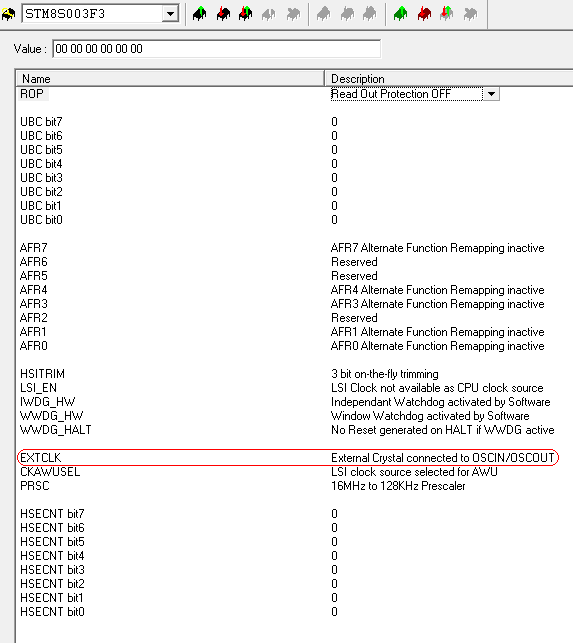 STM8S003F3
Value : 00 00 00 00 00 00
Name Description
ROP Read Out Protection OFF
UBC bit7 0
UBC bit6 0
UBC bit5 0
UBC bit4 0
UBC bit3 0
UBC bit2 0
UBC bit1 0
UBC bit0 0
AFR7 AFR7 Alternate Function Remapping inactive
AFR6 Reserved
AFR5 Reserved
AFR4 AFR4 Alternate Function Remapping inactive
AFR3 AFR3 Alternate Function Remapping inactive
AFR2 Reserved
AFR1 AFR1 Alternate Function Remapping inactive
AFR0 AFR0 Alternate Function Remapping inactive
HSITRIM 3 bit on-the-fly trimming
LSI_EN LSI Clock not available as CPU clock source
IWDG_HW Independant Watchdog activated by Software
WWDG_HW Window Watchdog activated by Software
WWDG_HALT No Reset generated on HALT if WWDG active
EXTCLK External Crystal connected to OSCIN/OSCOUT
CKAWUSEL LSI clock source selected for AWU
PRSC 16MHz to 128KHz Prescaler
HSECNT bit7 0
HSECNT bit6 0
HSECNT bit5 0
HSECNT bit4 0
HSECNT bit3 0
HSECNT bit2 0
HSECNT bit1 0
HSECNT bit0 0